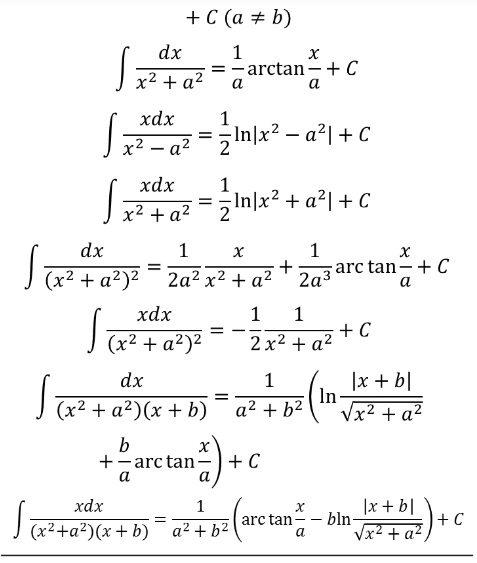 + C (a ≠ b)
∫ dx/(x² + a²) = 1/a arctan x/a + C
∫ xdx/(x² − a²) = 1/2 ln|x² − a²| + C
∫ xdx/(x² + a²) = 1/2 ln|x² + a²| + C
∫ dx/(x² + a²)² = 1/2a² x/(x² + a²) + 1/2a³ arc tan x/a + C
∫ xdx/(x² + a²)² = − 1/2 1/(x² + a²) + C
∫ dx/((x² + a²)(x + b)) = 1/(a² + b²) (ln |x + b|/√(x² + a²)
+ b/a arc tan x/a) + C
∫ xdx/((x²+a²)(x + b)) = 1/(a² + b²) (arc tan x/a − bln |x + b|/√(x² + a²)) + C